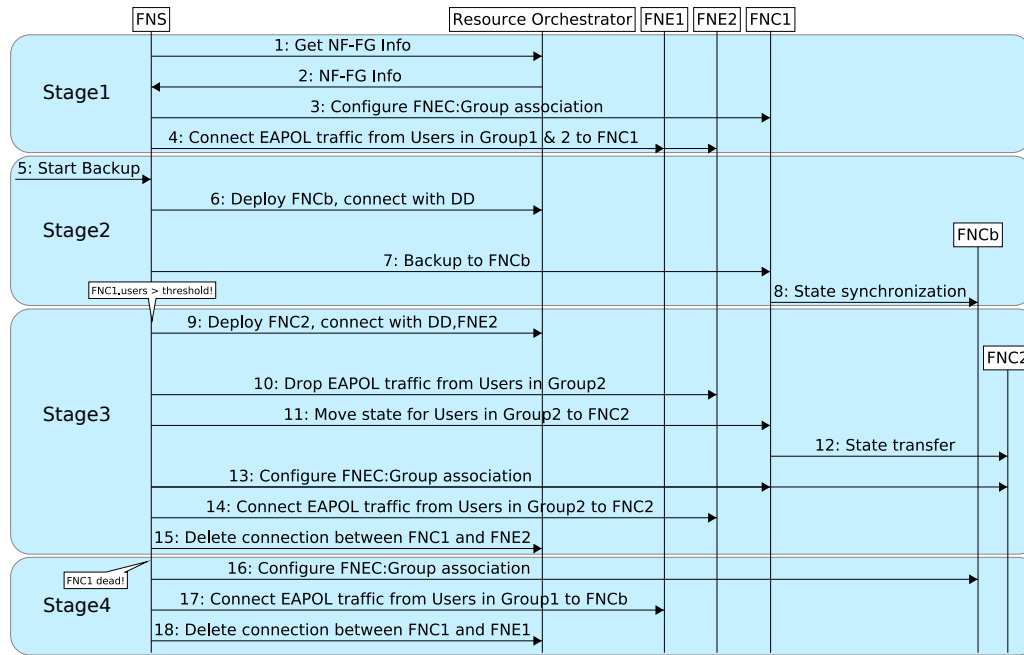 FNS
Resource Orchestrator
FNE1
FNE2
FNC1
1: Get NF-FG Info
2: NF-FG Info
Stage1
3: Configure FNEC:Group association
4: Connect EAPOL traffic from Users in Group1 & 2 to FNC1
5: Start Backup
6: Deploy FNCb, connect with DD
Stage2
FNCb
7: Backup to FNCb
FNC1.users > threshold!
8: State synchronization
9: Deploy FNC2, connect with DD,FNE2
FNC2
10: Drop EAPOL traffic from Users in Group2
Stage3
11: Move state for Users in Group2 to FNC2
12: State transfer
13: Configure FNEC:Group association
14: Connect EAPOL traffic from Users in Group2 to FNC2
15: Delete connection between FNC1 and FNE2
16: Configure FNEC:Group association
FNC1 dead!
17: Connect EAPOL traffic from Users in Group1 to FNCb
Stage4
18: Delete connection between FNC1 and FNE1